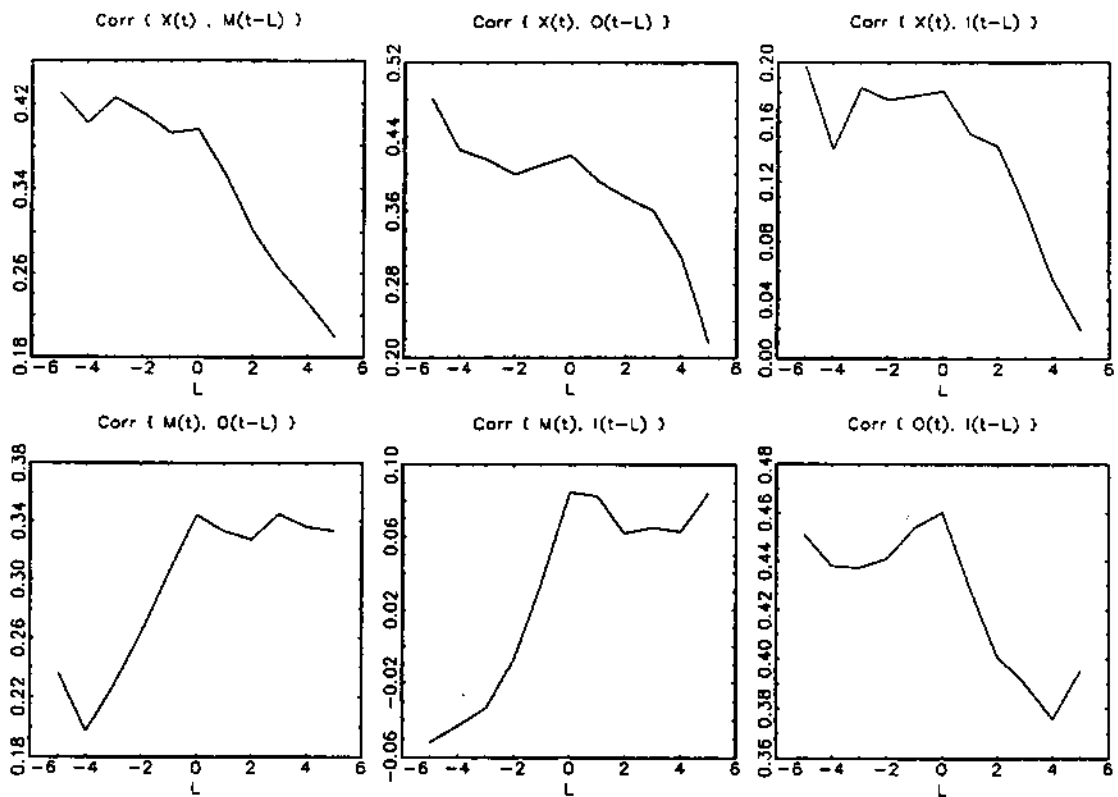 Corr { X(t) , M(t-L) }
Corr { X(t), O(t-L) }
Corr { X(t), I(t-L) }
0.42
0.34
0.26
0.18
-6 -4 -2 0 2 4 6
L
0.52
0.44
0.36
0.28
0.20
-6 -4 -2 0 2 4 6
L
0.20
0.16
0.12
0.08
0.04
0.00
-6 -4 -2 0 2 4 6
L
Corr { M(t), O(t-L) }
Corr { M(t), I(t-L) }
Corr { O(t), I(t-L) }
0.38
0.34
0.30
0.26
0.22
0.18
-6 -4 -2 0 2 4 6
L
0.10
0.06
0.02
-0.02
-0.06
-6 -4 -2 0 2 4 6
L
0.48
0.46
0.44
0.42
0.40
0.38
0.36
-6 -4 -2 0 2 4 6
L